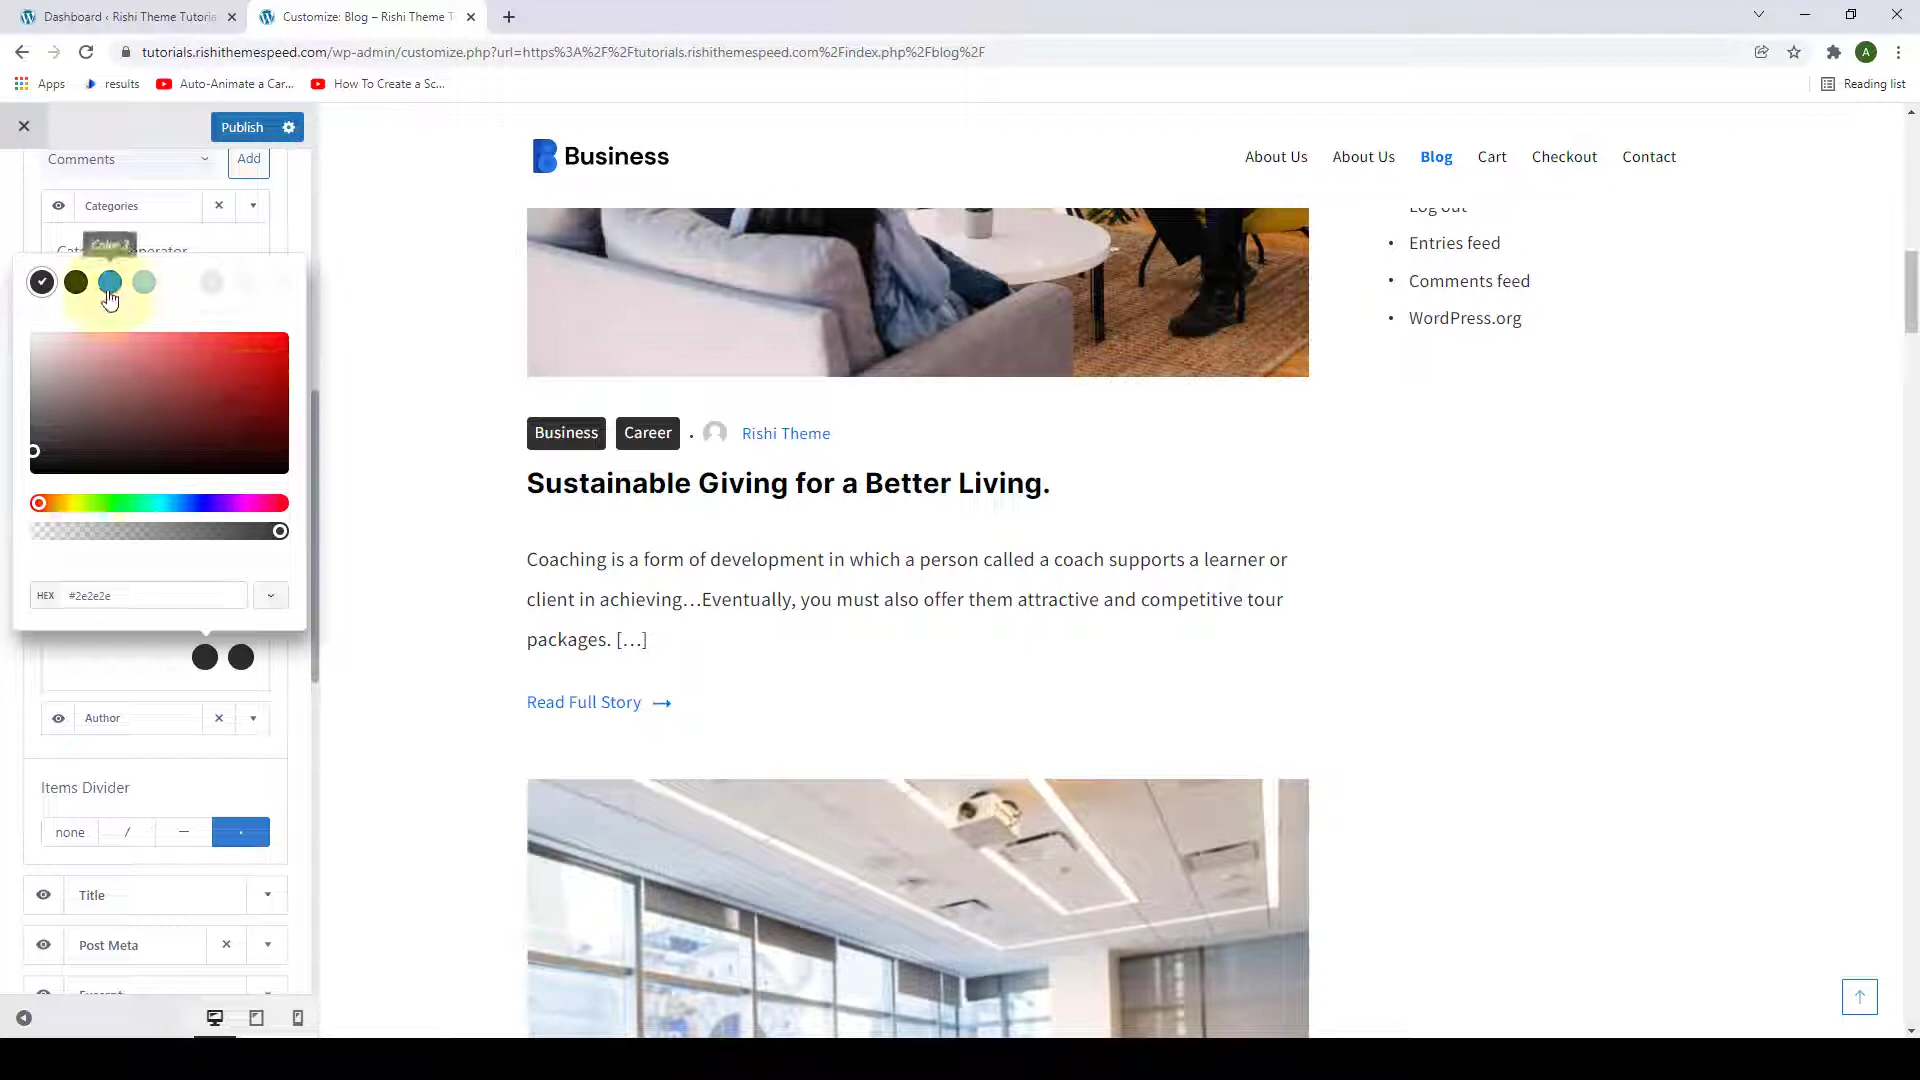 Dashboard ‹ Rishi Theme Tutoria
Customize: Blog – Rishi Theme T
tutorials.rishithemespeed.com/wp-admin/customize.php?url=https%3A%2F%2Ftutorials.rishithemespeed.com%2Findex.php%2Fblog%2F
A
Apps
results
Auto-Animate a Car...
How To Create a Sc...
Reading list
Publish
Comments
Add
Categories
HEX #2e2e2e
Author
Items Divider
none / –
Title
Post Meta
Business
About Us About Us Blog Cart Checkout Contact
Log out
Entries feed
Comments feed
WordPress.org
Business Career . Rishi Theme
Sustainable Giving for a Better Living.
Coaching is a form of development in which a person called a coach supports a learner or
client in achieving…Eventually, you must also offer them attractive and competitive tour
packages. […]
Read Full Story